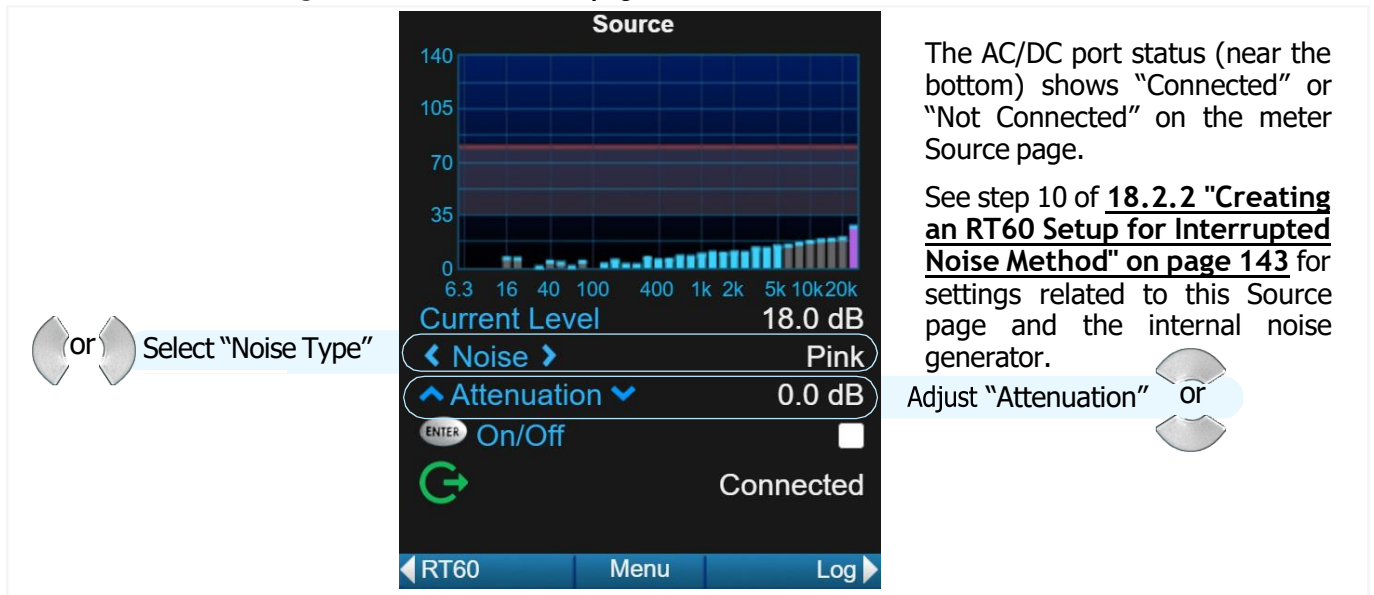 Source
140
105
70
35
0
6.3 16 40 100 400 1k 2k 5k 10k 20k
Current Level 18.0 dB
Noise Pink
Attenuation 0.0 dB
ENTER On/Off
Connected
RT60 Menu Log
or Select “Noise Type”
The AC/DC port status (near the
bottom) shows “Connected” or
“Not Connected” on the meter
Source page.
See step 10 of 18.2.2 "Creating
an RT60 Setup for Interrupted
Noise Method" on page 143 for
settings related to this Source
page and the internal noise
generator.
Adjust “Attenuation” or